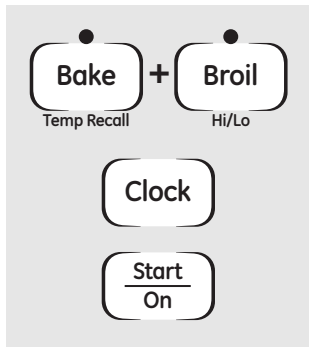 Bake + Broil
Temp Recall Hi/Lo
Clock
Start
On